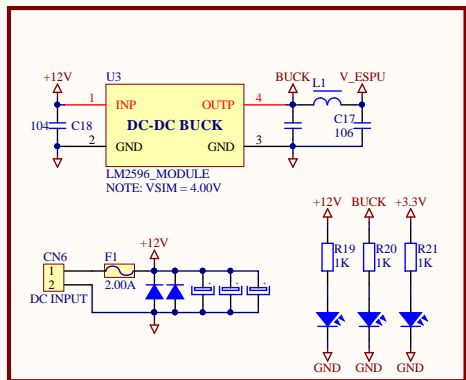 +12V
U3
BUCK
L1
V_ESPU
1
INP
OUTP
4
104
C18
DC-DC BUCK
C17
106
2
GND
GND
3
LM2596_MODULE
NOTE: VSIM = 4.00V
+12V
BUCK
+3.3V
+12V
CN6
F1
R19
1K
R20
1K
R21
1K
1
2
2.00A
DC INPUT
GND
GND
GND